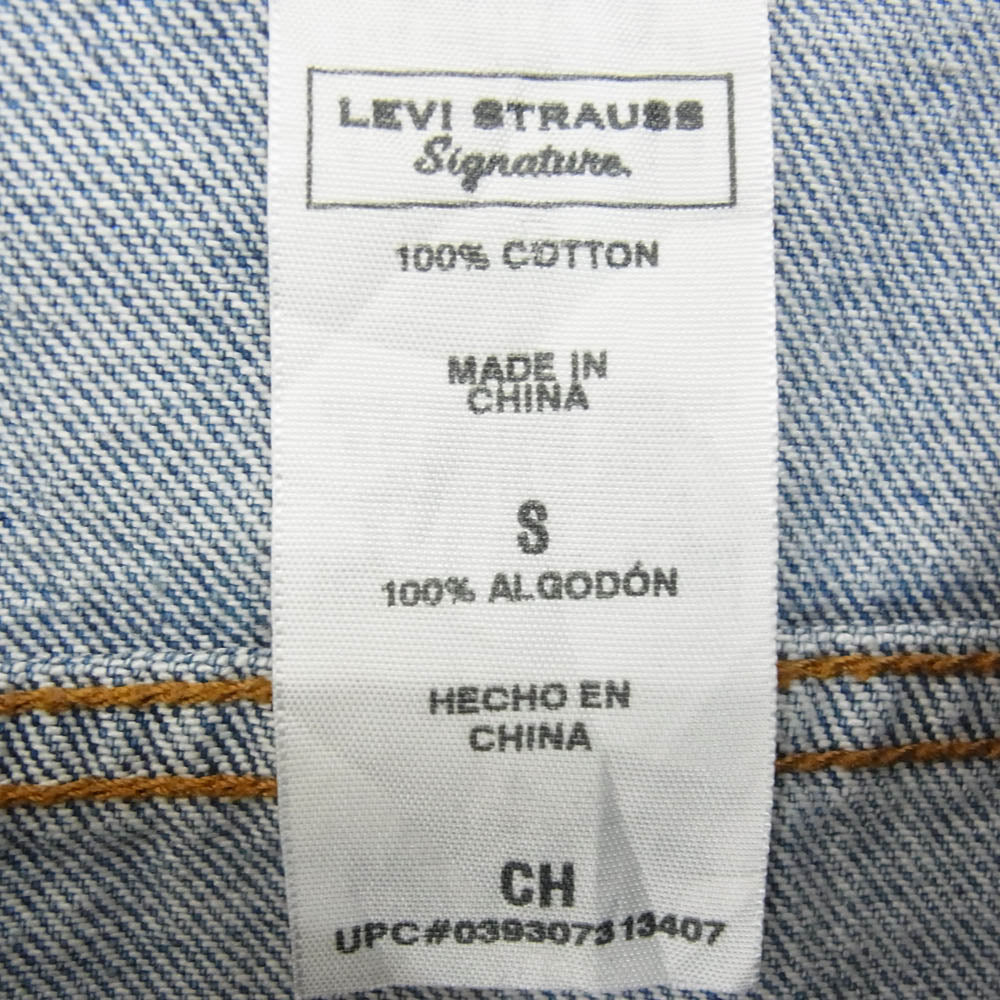 LEVI STRAUSS
Signature.
100% COTTON
MADE IN
CHINA
S
100% ALGODÓN
HECHO EN
CHINA
CH
UPC#039307313407